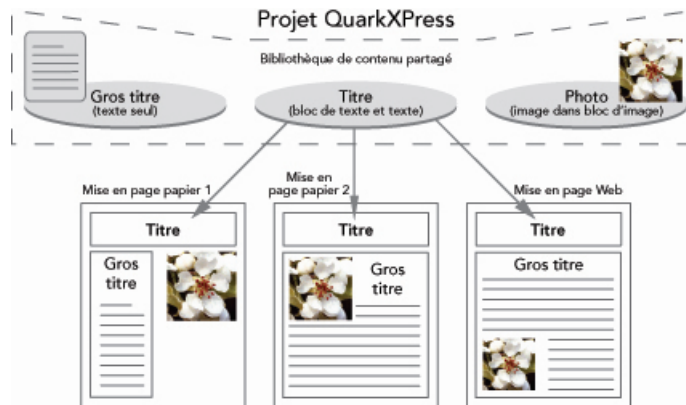 Projet QuarkXPress
Bibliothèque de contenu partagé
Gros titre
(texte seul)
Titre
(bloc de texte et texte)
Photo
(image dans bloc d'image)
Mise en page papier 1
Mise en
page papier 2
Mise en page Web
Titre
Gros
titre
Titre
Gros
titre
Titre
Gros titre